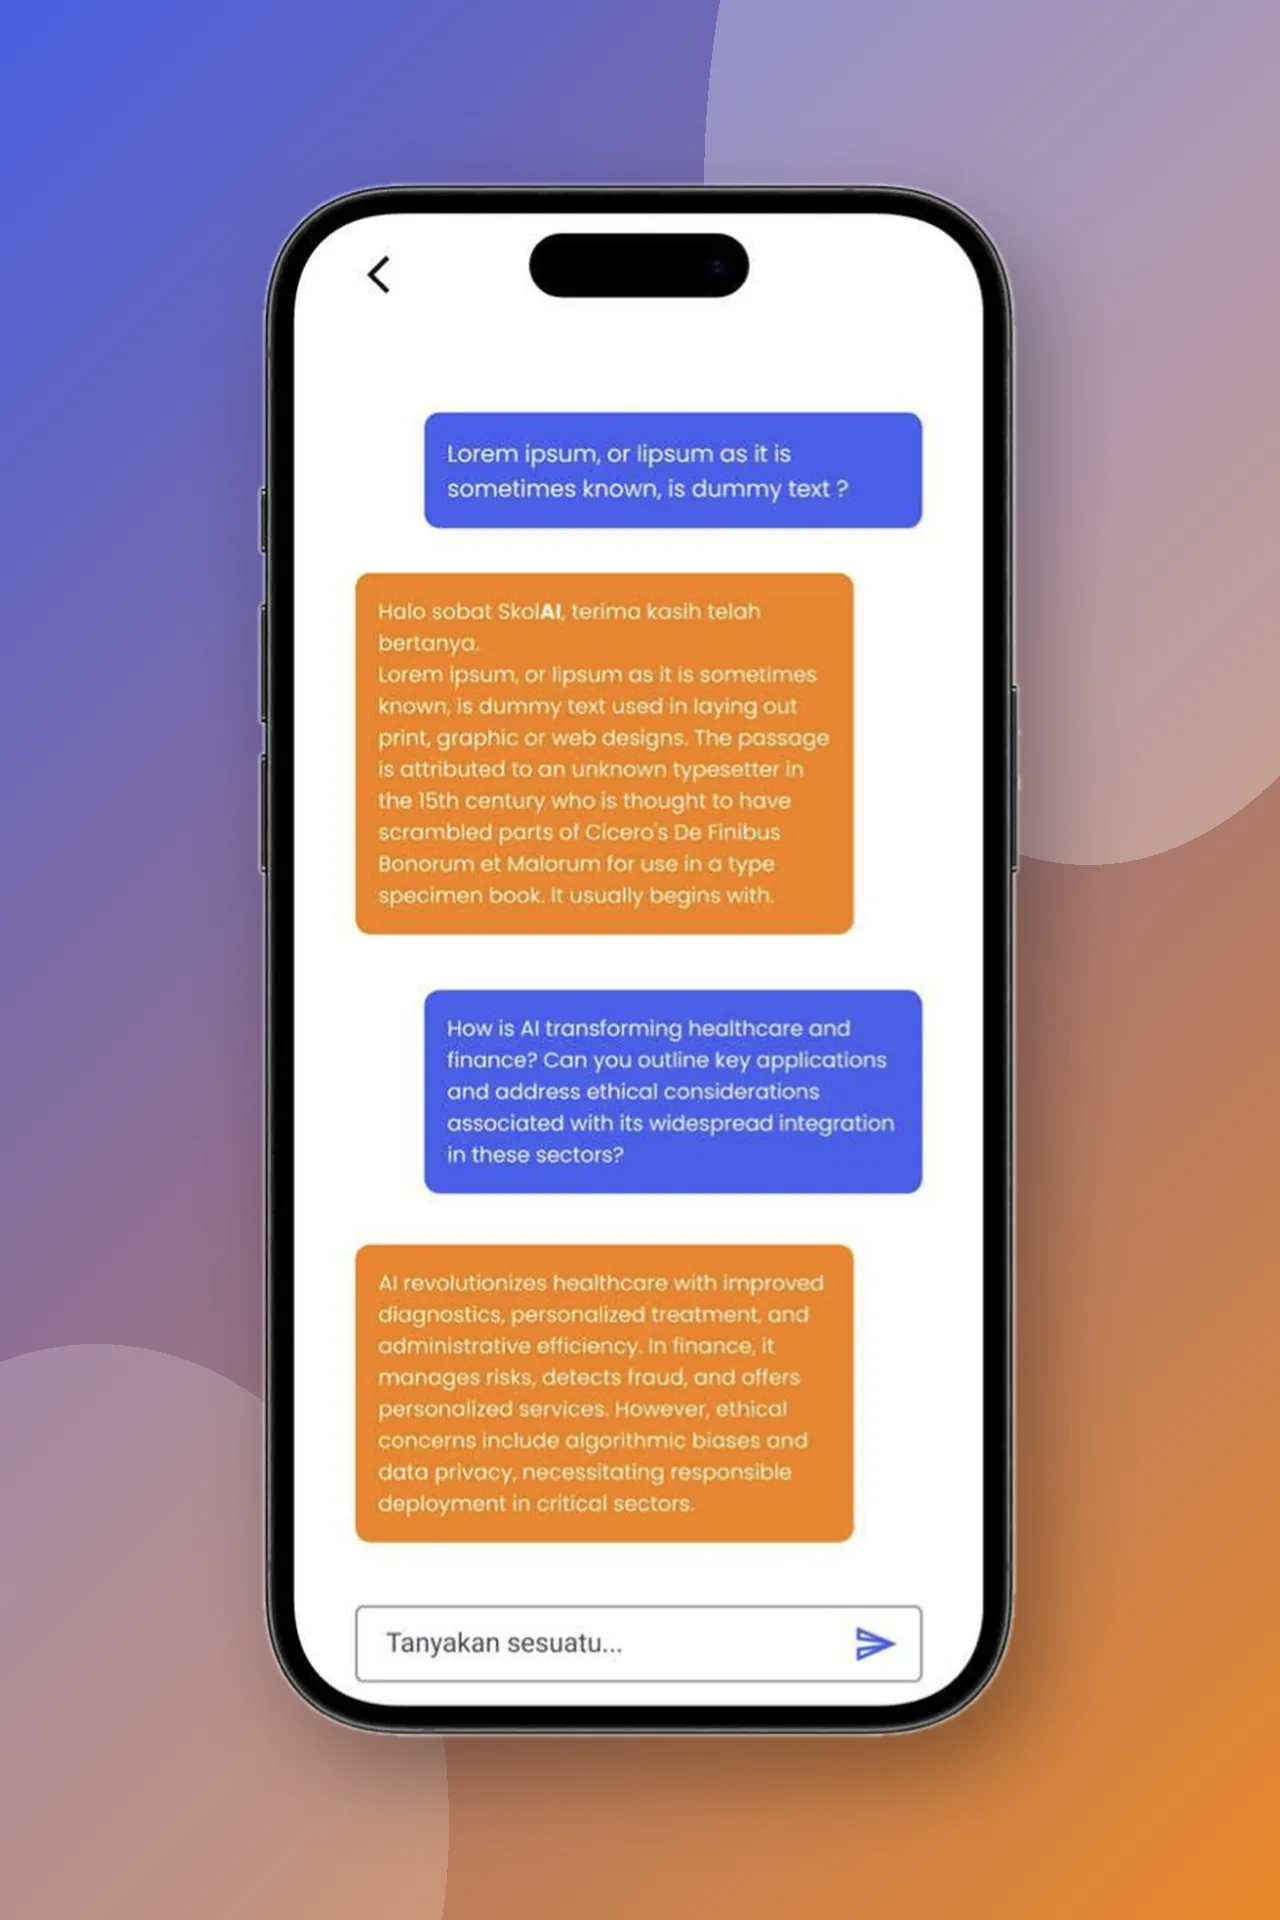 Lorem ipsum, or lipsum as it is
sometimes known, is dummy text ?
Halo sobat SkolAI, terima kasih telah
bertanya.
Lorem ipsum, or lipsum as it is sometimes
known, is dummy text used in laying out
print, graphic or web designs. The passage
is attributed to an unknown typesetter in
the 15th century who is thought to have
scrambled parts of Cicero's De Finibus
Bonorum et Malorum for use in a type
specimen book. It usually begins with.
How is AI transforming healthcare and
finance? Can you outline key applications
and address ethical considerations
associated with its widespread integration
in these sectors?
AI revolutionizes healthcare with improved
diagnostics, personalized treatment, and
administrative efficiency. In finance, it
manages risks, detects fraud, and offers
personalized services. However, ethical
concerns include algorithmic biases and
data privacy, necessitating responsible
deployment in critical sectors.
Tanyakan sesuatu...